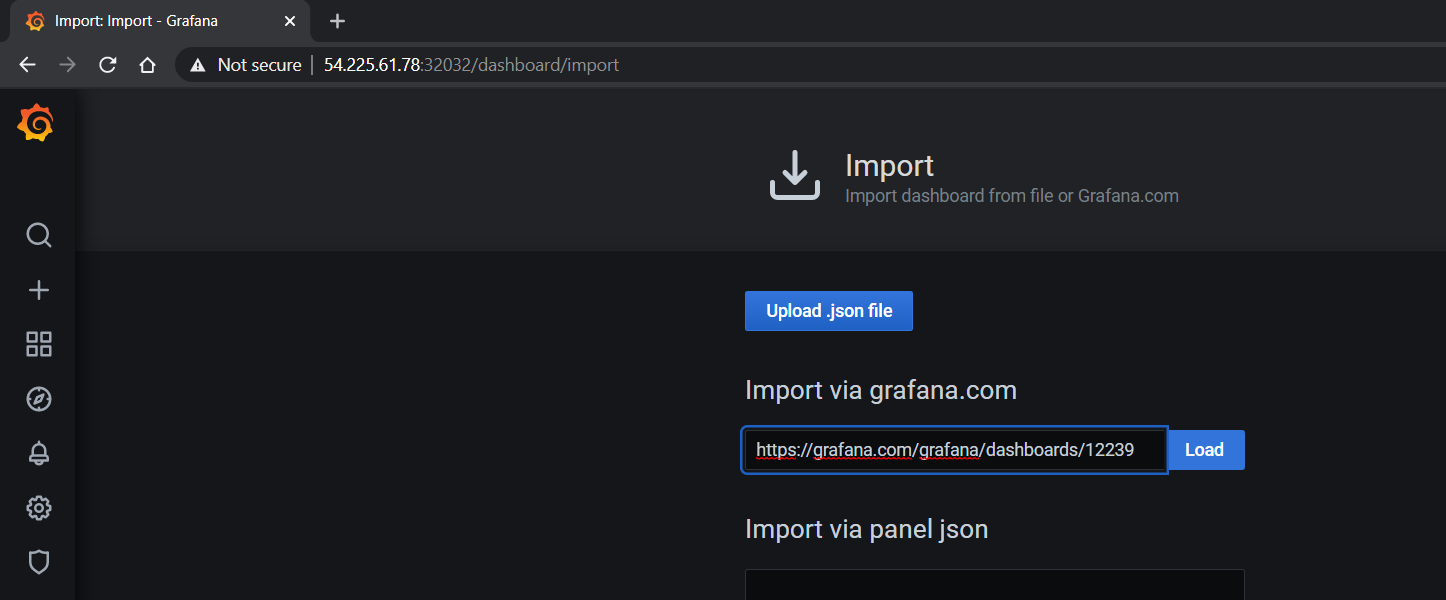 Import: Import - Grafana
Not secure | 54.225.61.78:32032/dashboard/import
Import
Import dashboard from file or Grafana.com
Upload .json file
Import via grafana.com
https://grafana.com/grafana/dashboards/12239 Load
Import via panel json